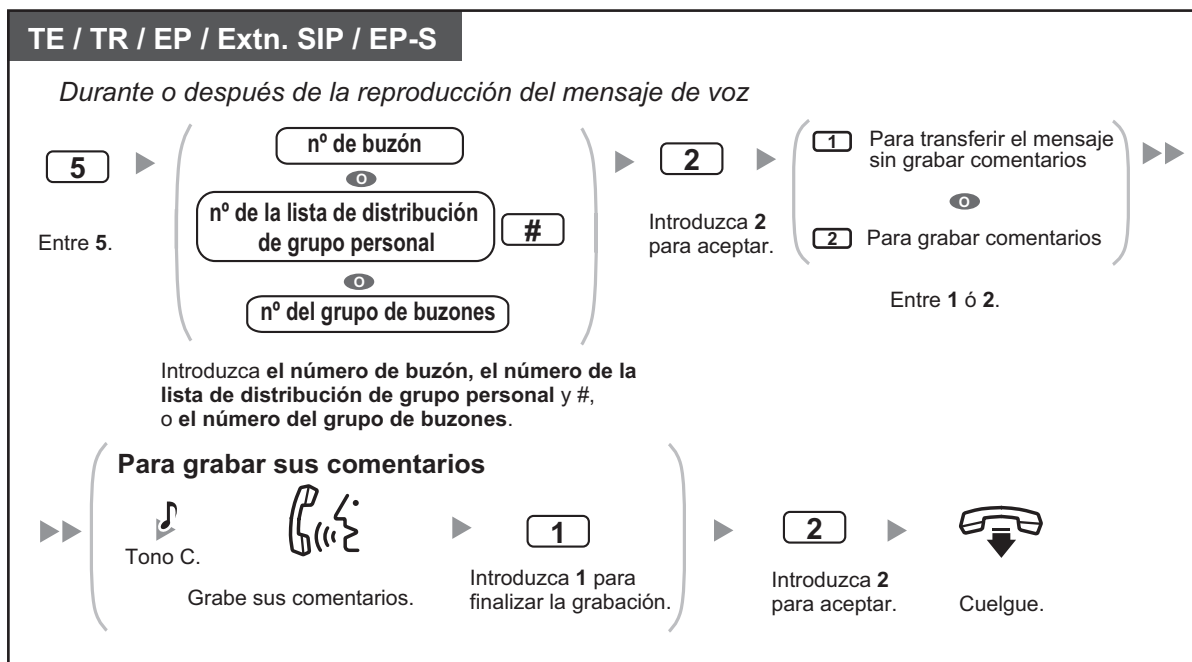 TE / TR / EP / Extn. SIP / EP-S
Durante o después de la reproducción del mensaje de voz
5
Entre 5.
nº de buzón
O
nº de la lista de distribución
de grupo personal
#
O
nº del grupo de buzones
Introduzca el número de buzón, el número de la
lista de distribución de grupo personal y #,
o el número del grupo de buzones.
2
Introduzca 2
para aceptar.
1 Para transferir el mensaje
sin grabar comentarios
O
2 Para grabar comentarios
Entre 1 ó 2.
Para grabar sus comentarios
Tono C.
Grabe sus comentarios.
1
Introduzca 1 para
finalizar la grabación.
2
Introduzca 2
para aceptar.
Cuelgue.